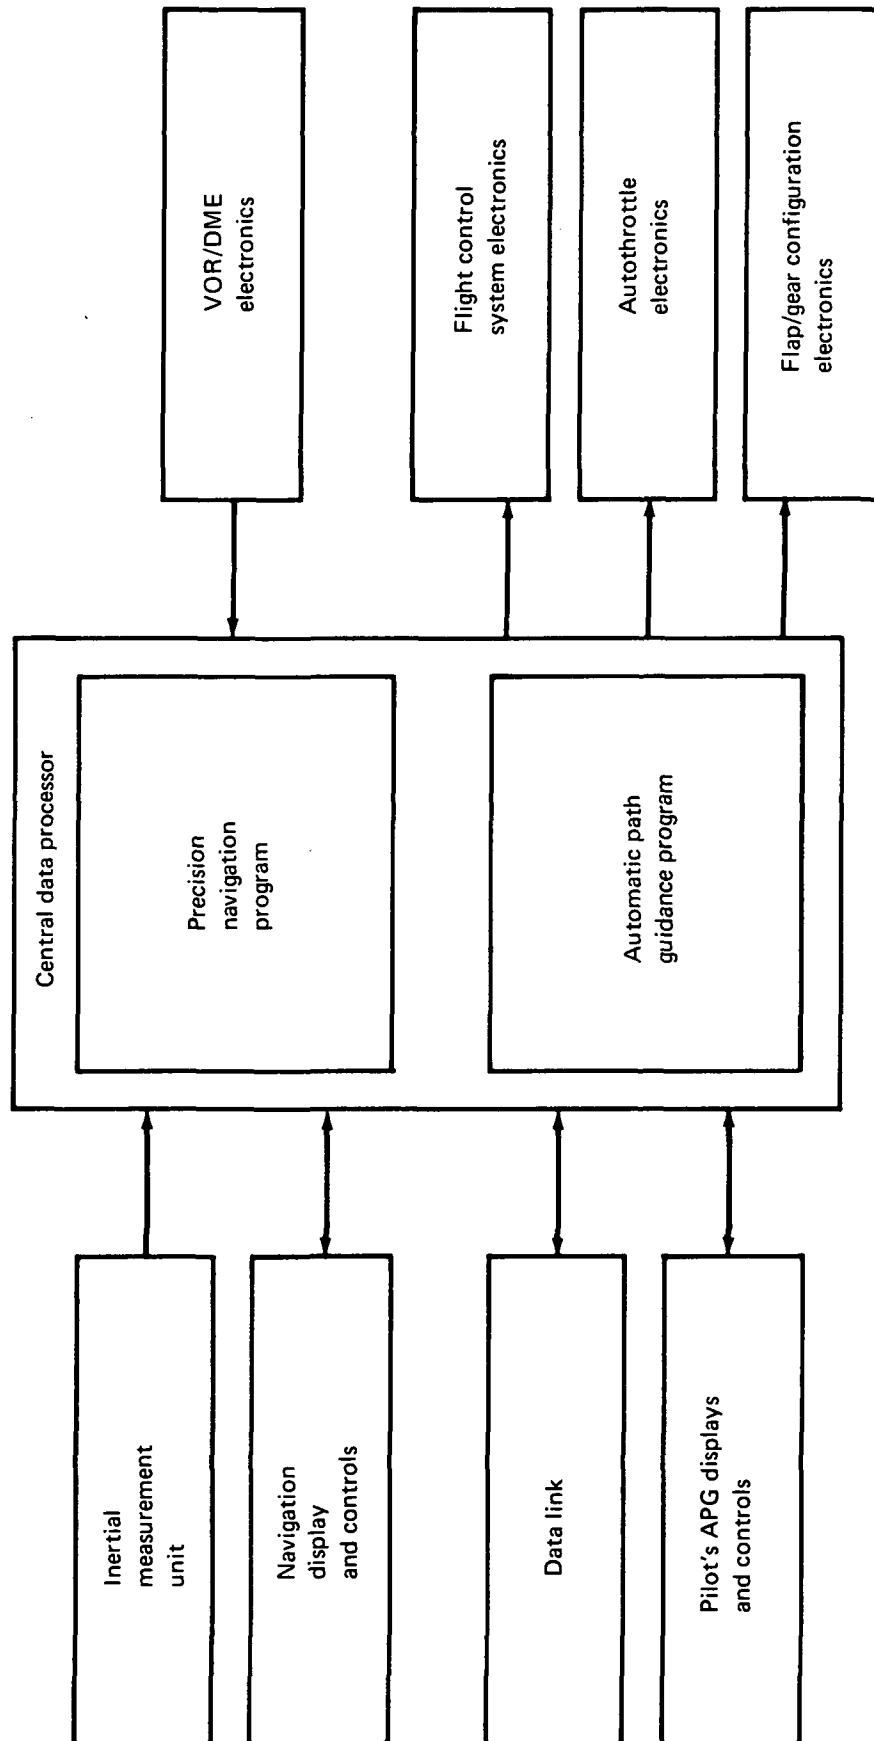 Inertial
measurement
unit
Navigation
display
and controls
Data link
Pilot's APG displays
and controls
Central data processor
Precision
navigation
program
Automatic path
guidance program
VOR/DME
electronics
Flight control
system electronics
Autothrottle
electronics
Flap/gear configuration
electronics